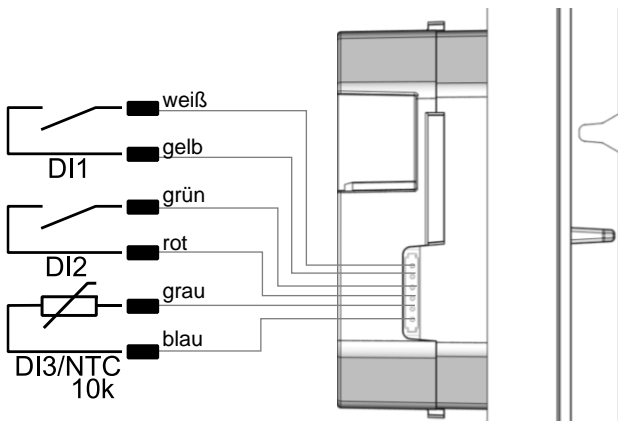 weiß
gelb
DI1
grün
rot
DI2
grau
blau
DI3/NTC
10k